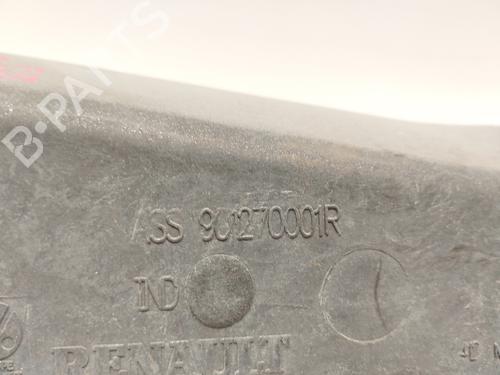 B-PARTS
ASS 901270001R
IND
RENAULT